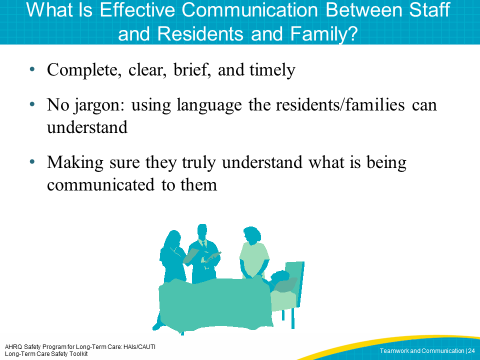 What Is Effective Communication Between Staff
and Residents and Family?
• Complete, clear, brief, and timely
• No jargon: using language the residents/families can
understand
• Making sure they truly understand what is being
communicated to them
AHRQ Safety Program for Long-Term Care: HAIs/CAUTI
Long-Term Care Safety Toolkit
Teamwork and Communication | 24